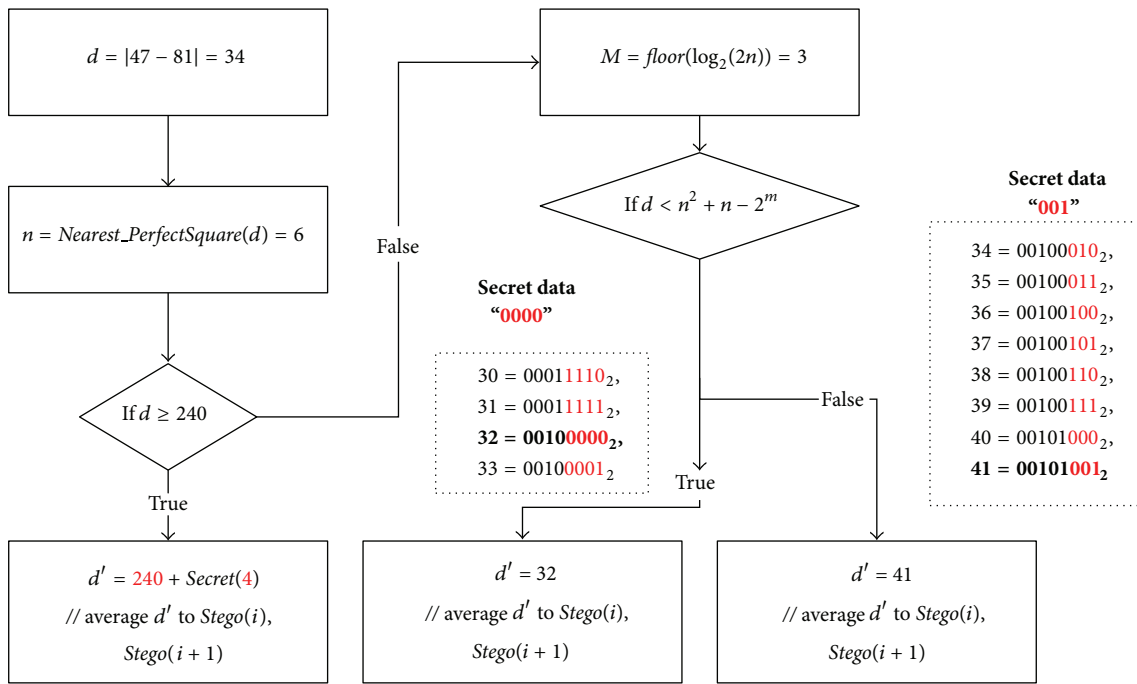 d = |47 − 81| = 34
n = Nearest_PerfectSquare(d) = 6
If d ≥ 240
True
False
d′ = 240 + Secret(4)
// average d′ to Stego(i),
Stego(i + 1)
M = floor(log₂(2n)) = 3
If d < n² + n − 2ᵐ
True
False
Secret data
“0000”
30 = 00011110₂,
31 = 00011111₂,
32 = 00100000₂,
33 = 00100001₂
d′ = 32
// average d′ to Stego(i),
Stego(i + 1)
Secret data
“001”
34 = 00100010₂,
35 = 00100011₂,
36 = 00100100₂,
37 = 00100101₂,
38 = 00100110₂,
39 = 00100111₂,
40 = 00101000₂,
41 = 00101001₂
d′ = 41
// average d′ to Stego(i),
Stego(i + 1)